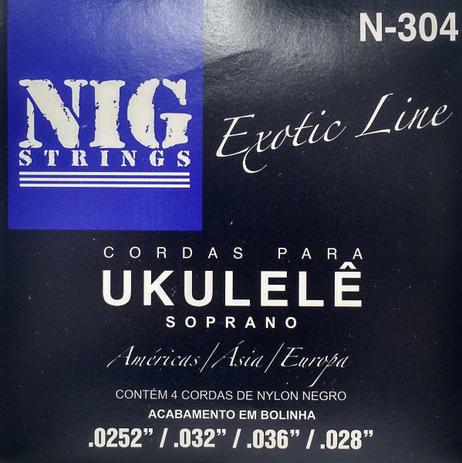 N-304
NIG
STRINGS
Exotic Line
CORDAS PARA
UKULELÊ
SOPRANO
Américas/Ásia/Europa
CONTÉM 4 CORDAS DE NYLON NEGRO
ACABAMENTO EM BOLINHA
.0252” / .032” / .036” / .028”